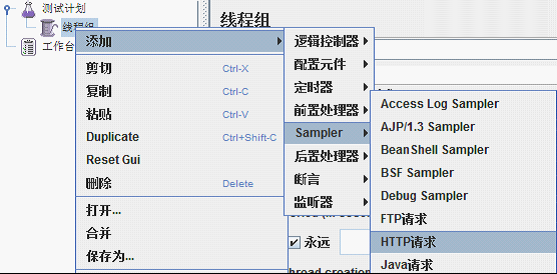 测试计划
线程组
工作台
线程组
添加
剪切 Ctrl-X
复制 Ctrl-C
粘贴 Ctrl-V
Duplicate Ctrl+Shift-C
Reset Gui
删除 Delete
打开...
合并
保存为...
逻辑控制器
配置元件
定时器
前置处理器
Sampler
后置处理器
断言
监听器
永远
Access Log Sampler
AJP/1.3 Sampler
BeanShell Sampler
BSF Sampler
Debug Sampler
FTP请求
HTTP请求
Java请求